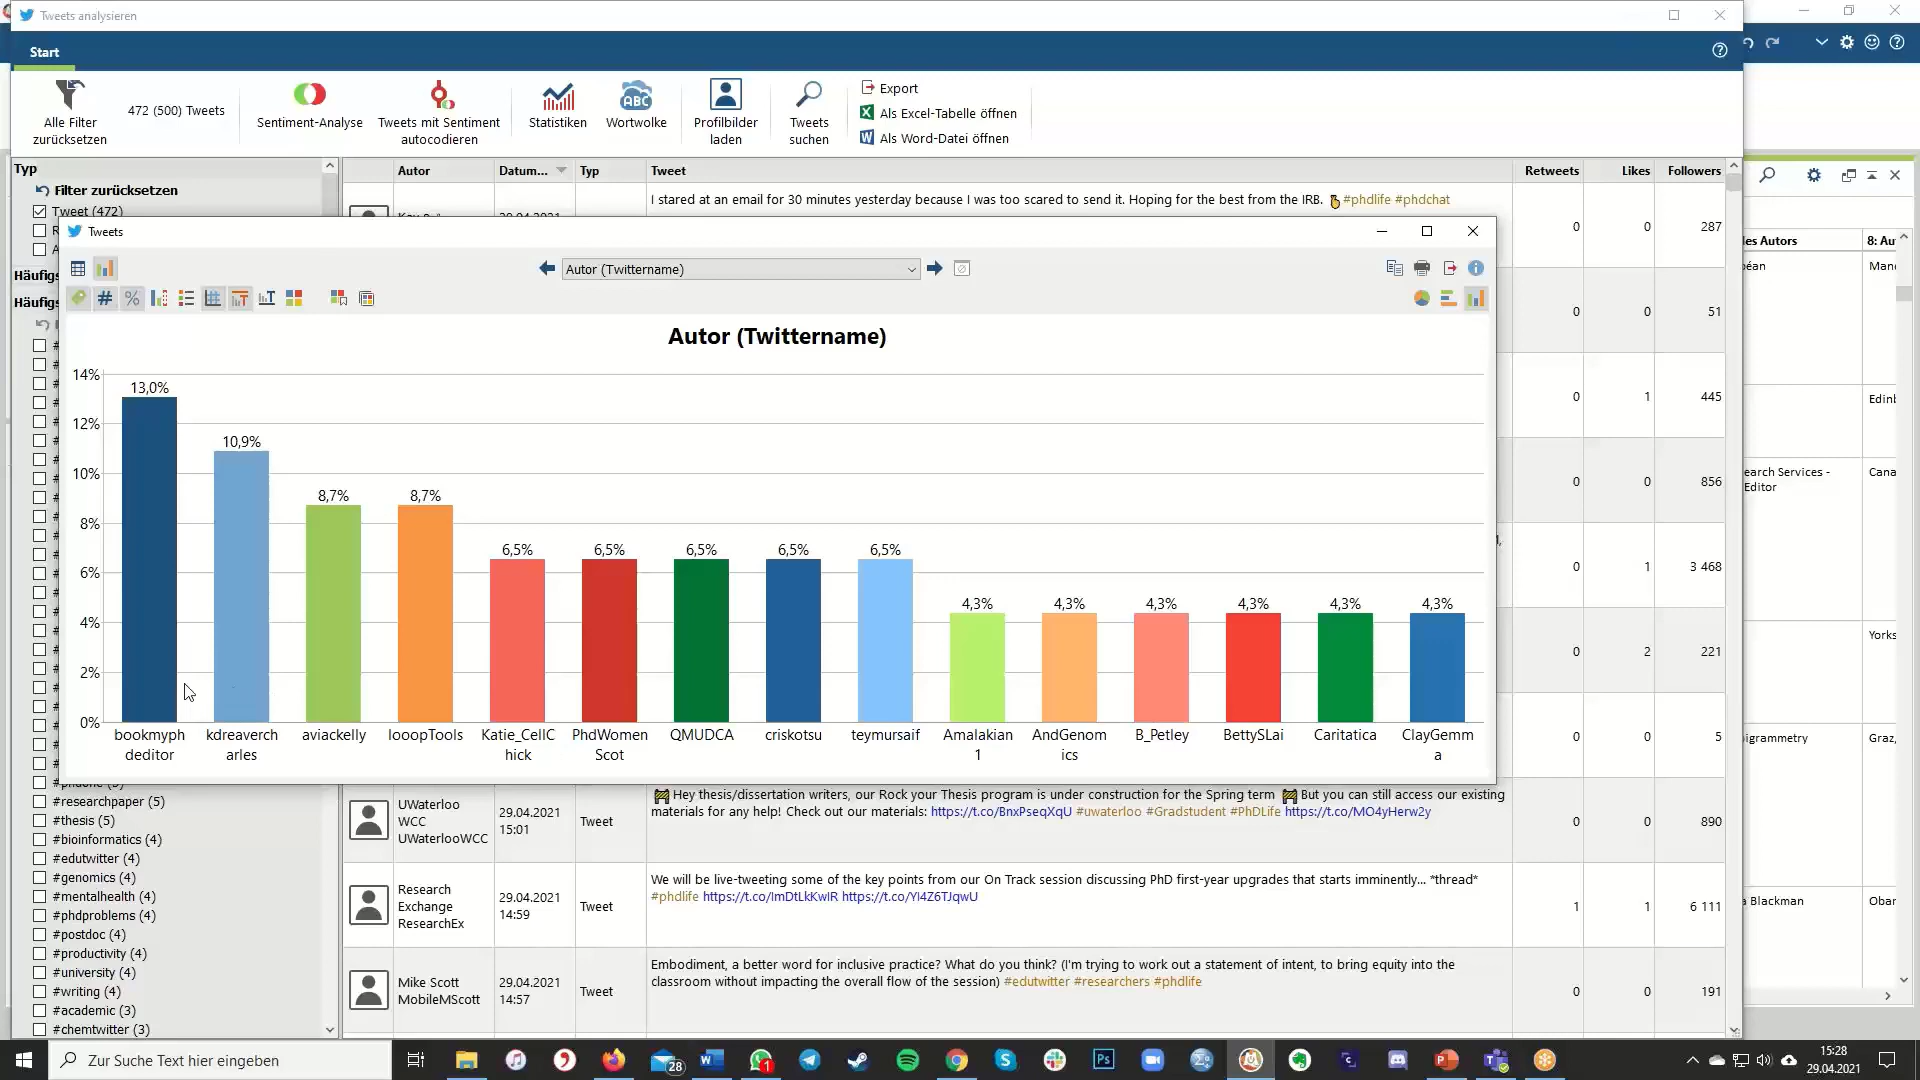 Tweets analysieren
Start
Alle Filter zurücksetzen
472 (500) Tweets
Sentiment-Analyse
Tweets mit Sentiment autocodieren
Statistiken
Wortwolke
Profilbilder laden
Tweets suchen
Export
Als Excel-Tabelle öffnen
Als Word-Datei öffnen
Typ
Filter zurücksetzen
Tweet (472)
Autor Datum... Typ Tweet Retweets Likes Followers
I stared at an email for 30 minutes yesterday because I was too scared to send it. Hoping for the best from the IRB. #phdlife #phdchat
0 0 287
0 0 51
0 1 445
0 0 856
0 1 3 468
0 2 221
0 0 5
Tweets
Autor (Twittername)
Autor (Twittername)
14%
12%
10%
8%
6%
4%
2%
0%
13,0%
10,9%
8,7%
8,7%
6,5%
6,5%
6,5%
6,5%
6,5%
4,3%
4,3%
4,3%
4,3%
4,3%
4,3%
bookmyph deditor
kdreaverch arles
aviackelly
looopTools
Katie_CellC hick
PhdWomen Scot
QMUDCA
criskotsu
teymursaif
Amalakian 1
AndGenom ics
B_Petley
BettySLai
Caritatica
ClayGemm a
#researchpaper (5)
#thesis (5)
#bioinformatics (4)
#edutwitter (4)
#genomics (4)
#mentalhealth (4)
#phdproblems (4)
#postdoc (4)
#productivity (4)
#university (4)
#writing (4)
#academic (3)
#chemtwitter (3)
UWaterloo
WCC
UWaterlooWCC
29.04.2021
15:01
Tweet
Hey thesis/dissertation writers, our Rock your Thesis program is under construction for the Spring term But you can still access our existing
materials for any help! Check out our materials: https://t.co/BnxPseqXqU #uwaterloo #Gradstudent #PhDLife https://t.co/MO4yHerw2y
0 0 890
Research
Exchange
ResearchEx
29.04.2021
14:59
Tweet
We will be live-tweeting some of the key points from our On Track session discussing PhD first-year upgrades that starts imminently... *thread*
#phdlife https://t.co/lmDtLkKwIR https://t.co/Yl4Z6TJqwU
1 1 6 111
Mike Scott
MobileMScott
29.04.2021
14:57
Tweet
Embodiment, a better word for inclusive practice? What do you think? (I'm trying to work out a statement of intent, to bring equity into the
classroom without impacting the overall flow of the session) #edutwitter #researchers #phdlife
0 0 191
les Autors
8: Au
Editor
Cana
Yorks
Graz,
Blackman
Obar
Zur Suche Text hier eingeben
28
1
15:28
29.04.2021